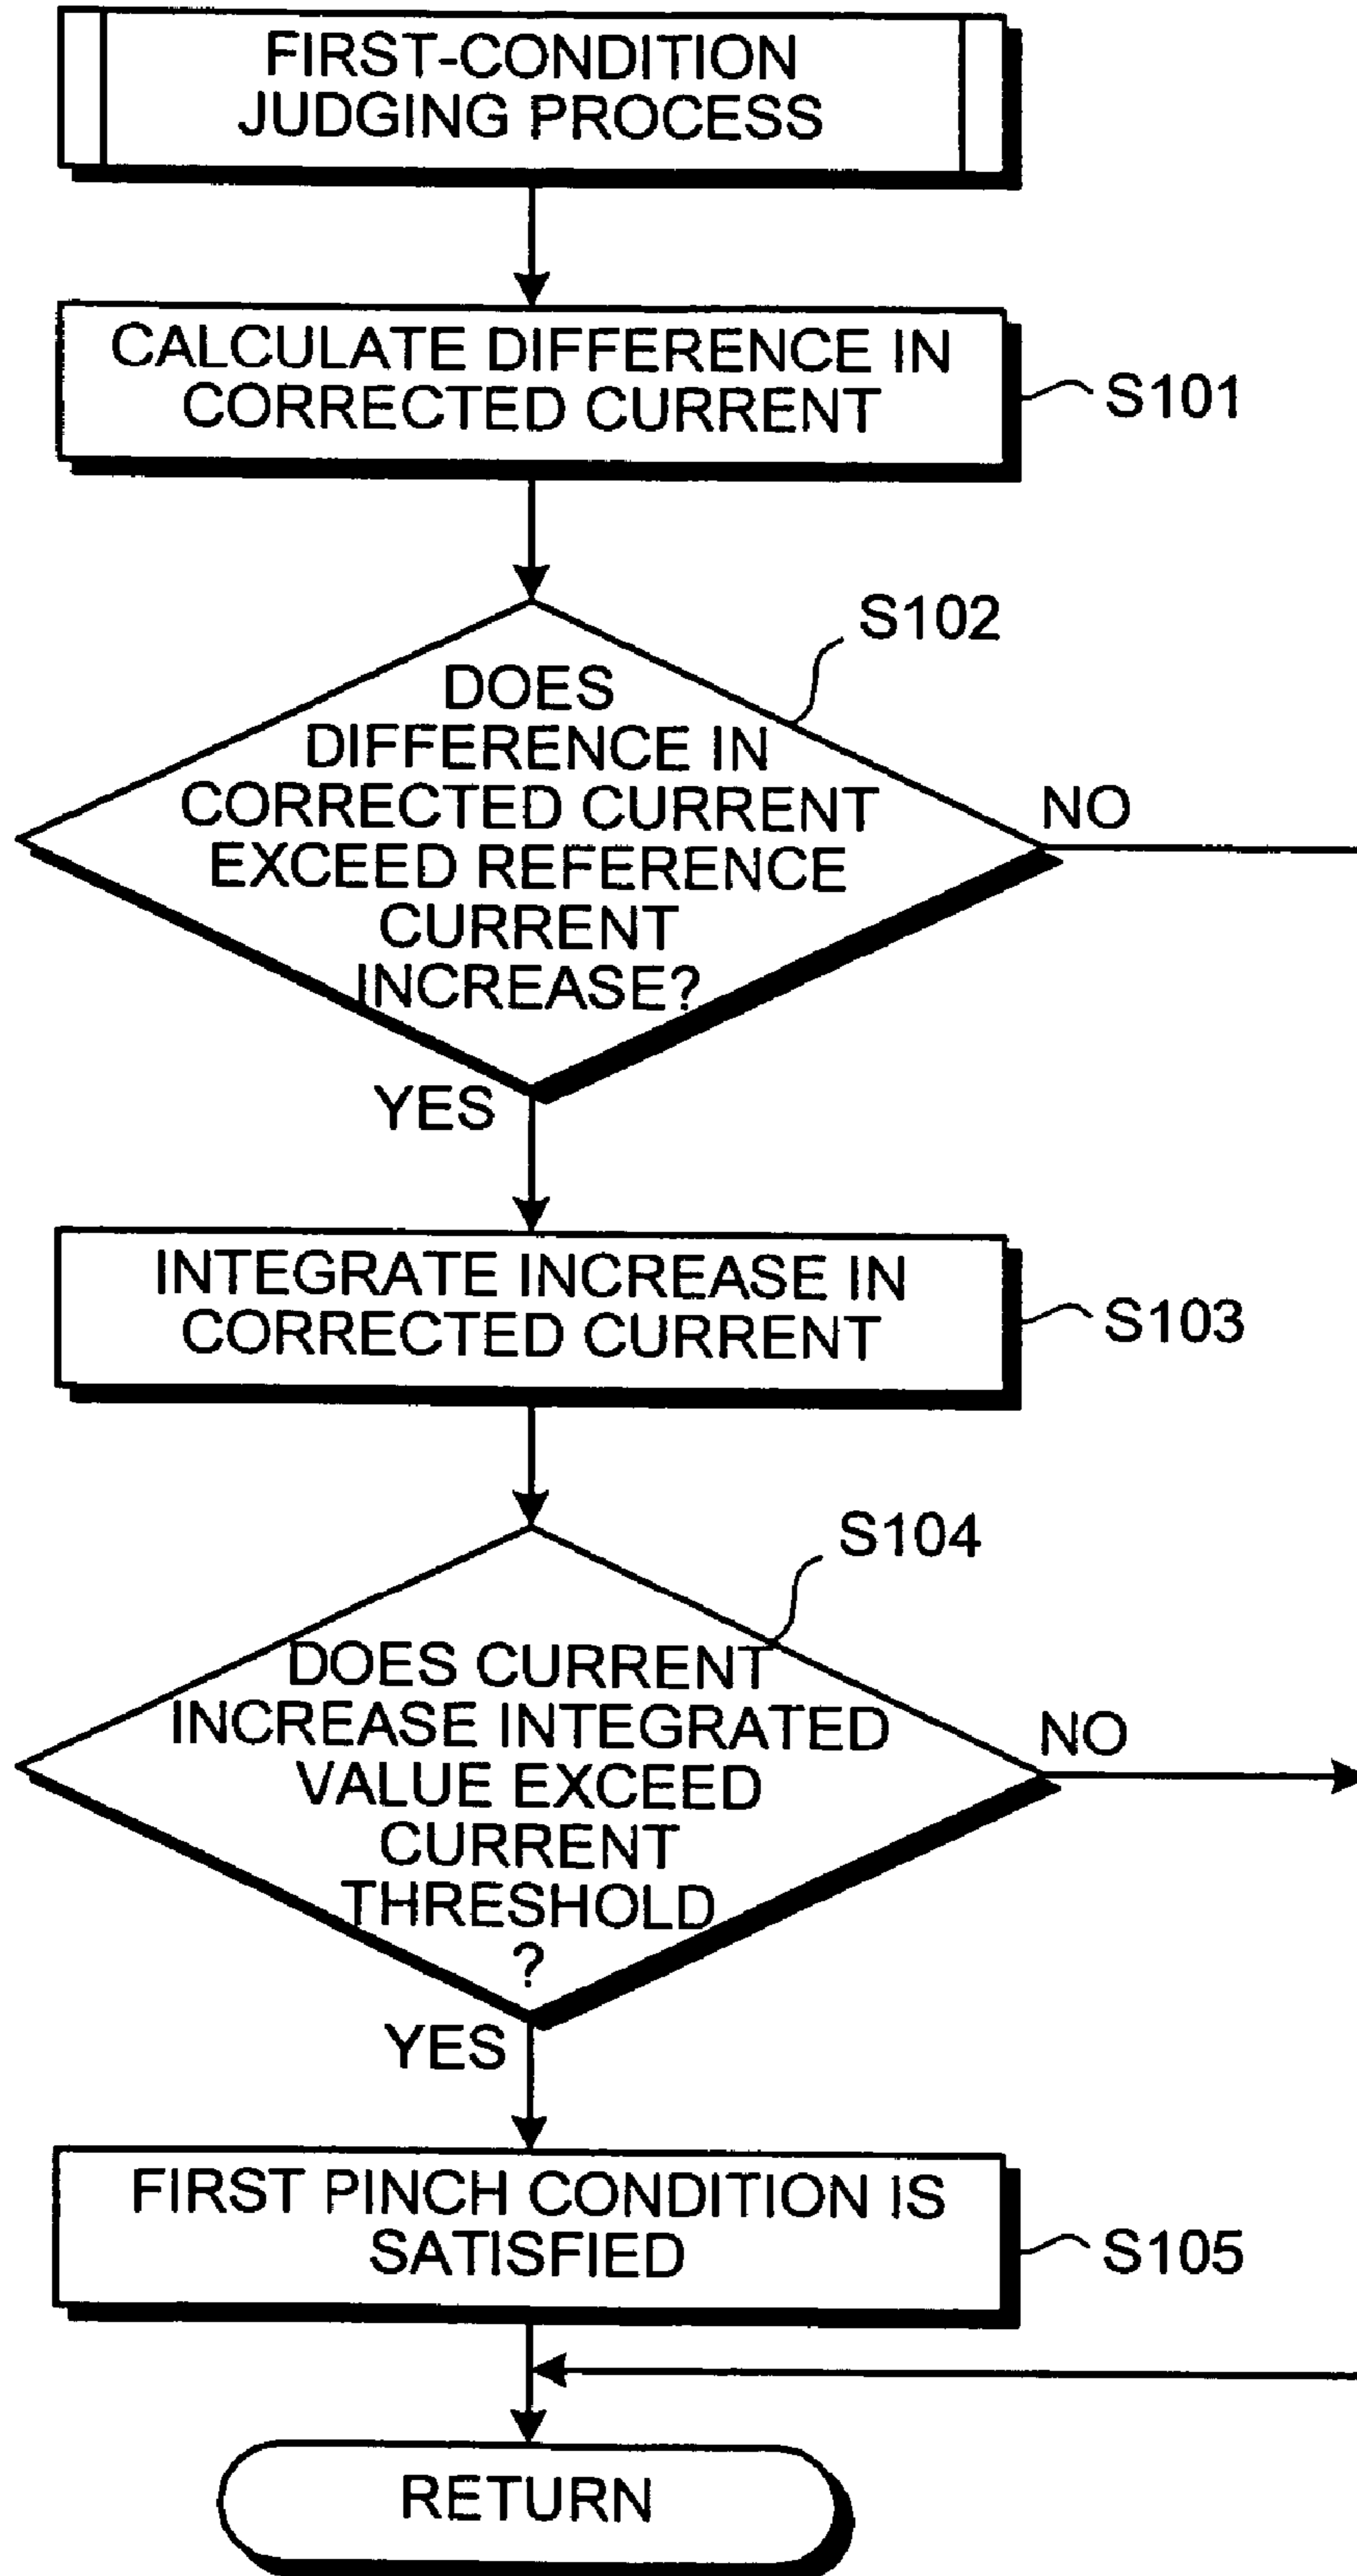 FIRST-CONDITION
JUDGING PROCESS
CALCULATE DIFFERENCE IN
CORRECTED CURRENT
S101
S102
DOES
DIFFERENCE IN
CORRECTED CURRENT
EXCEED REFERENCE
CURRENT
INCREASE?
NO
YES
INTEGRATE INCREASE IN
CORRECTED CURRENT
S103
S104
DOES CURRENT
INCREASE INTEGRATED
VALUE EXCEED
CURRENT
THRESHOLD
?
NO
YES
FIRST PINCH CONDITION IS
SATISFIED
S105
RETURN